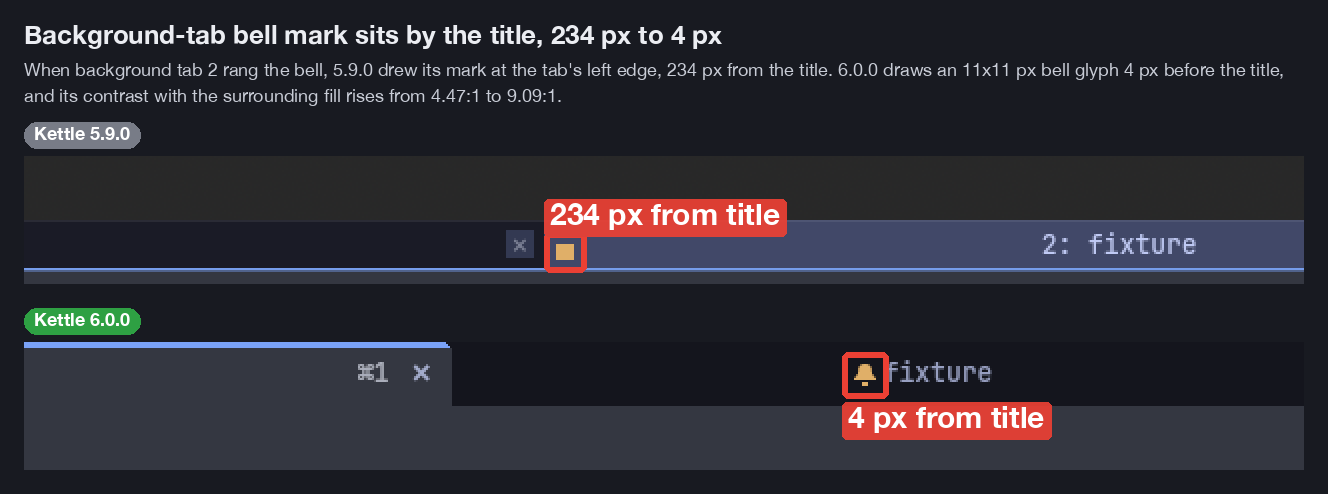 Background-tab bell mark sits by the title, 234 px to 4 px
When background tab 2 rang the bell, 5.9.0 drew its mark at the tab's left edge, 234 px from the title. 6.0.0 draws an 11x11 px bell glyph 4 px before the title,
and its contrast with the surrounding fill rises from 4.47:1 to 9.09:1.
Kettle 5.9.0
234 px from title
× 2: fixture
Kettle 6.0.0
⌘1 × fixture
4 px from title